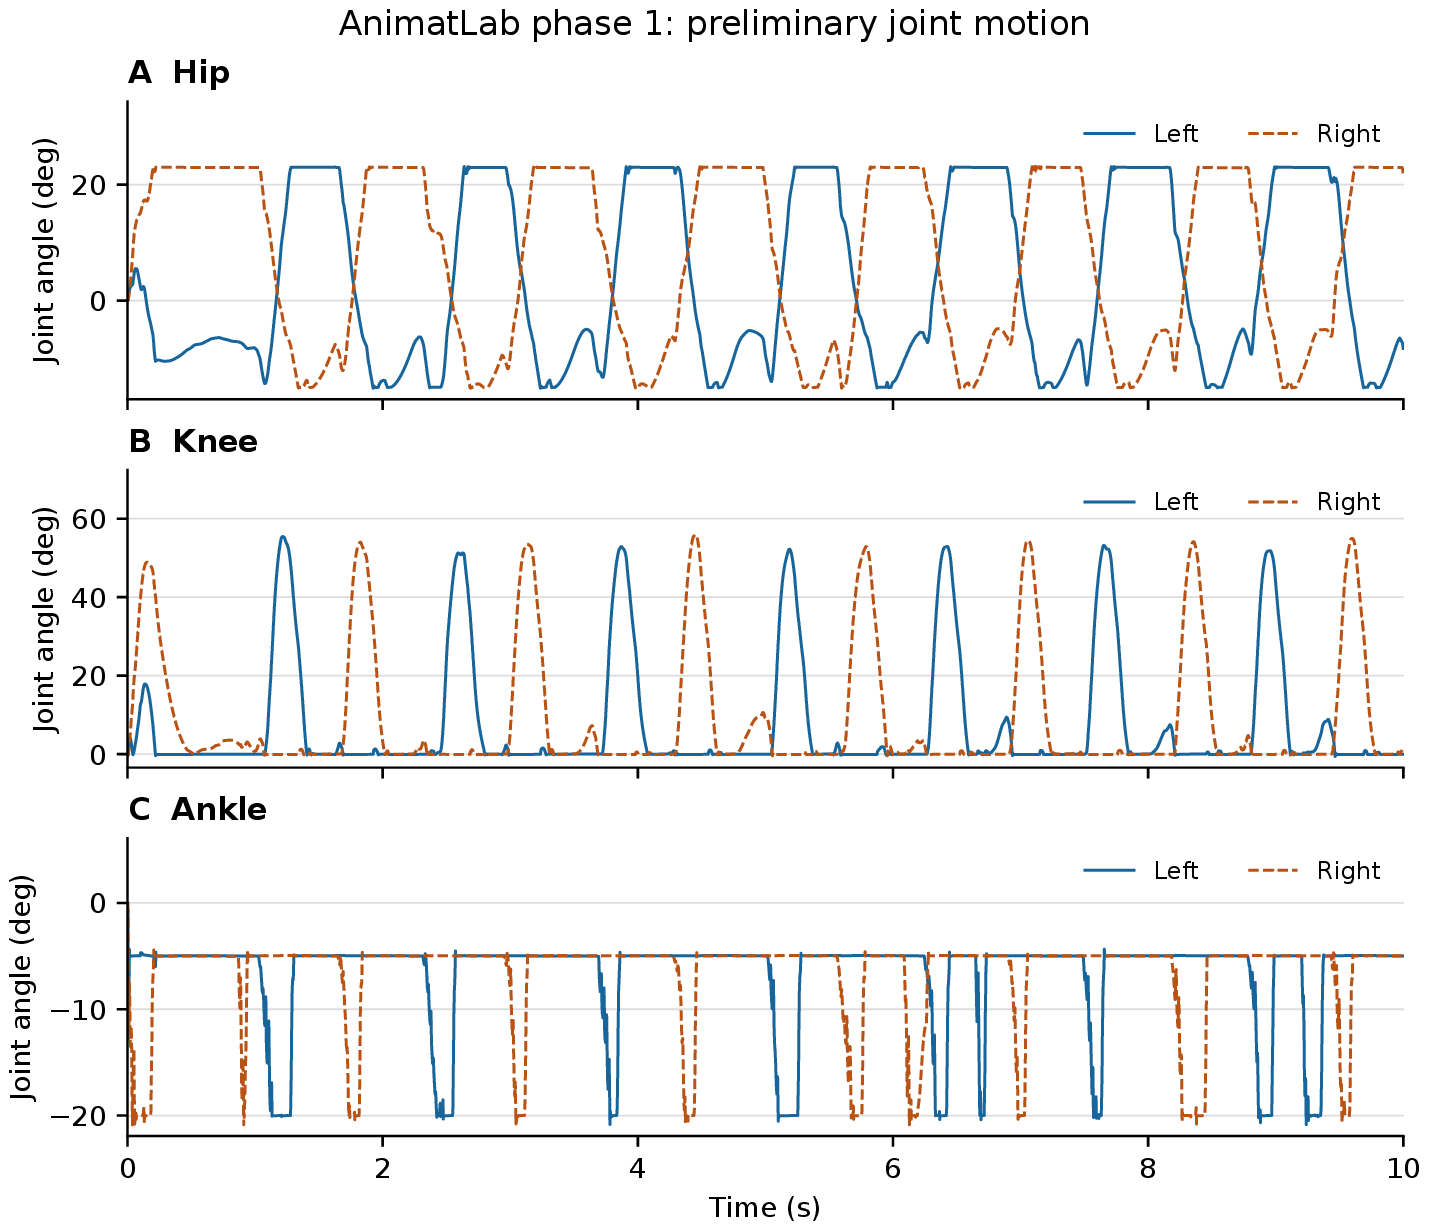 AnimatLab phase 1: preliminary joint motion
A Hip
Left Right
Joint angle (deg)
20
0
B Knee
Left Right
Joint angle (deg)
60
40
20
0
C Ankle
Left Right
Joint angle (deg)
0
−10
−20
0 2 4 6 8 10
Time (s)